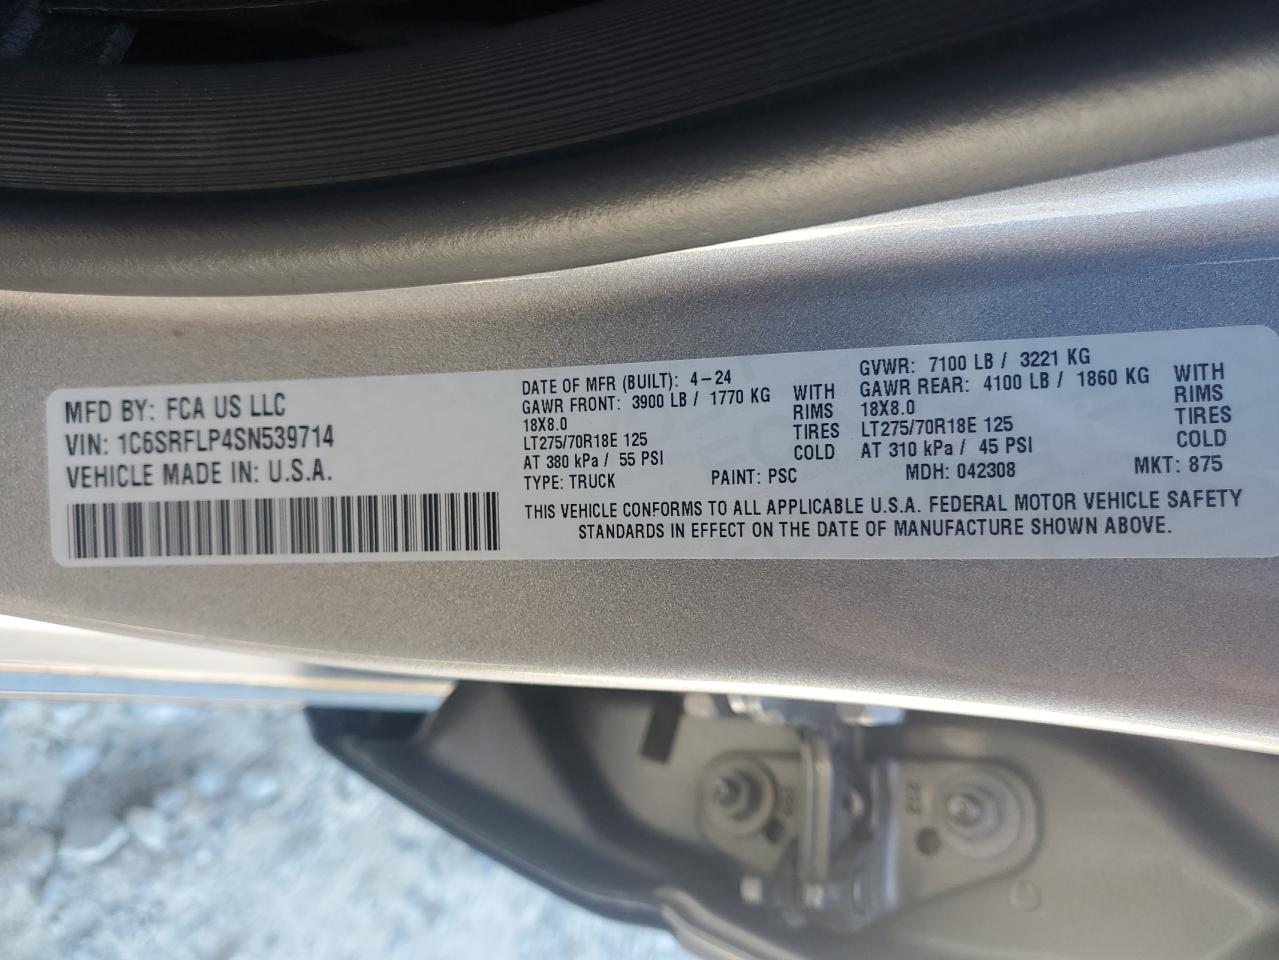 MFD BY: FCA US LLC
VIN: 1C6SRFLP4SN539714
VEHICLE MADE IN: U.S.A.
DATE OF MFR (BUILT): 4-24
GAWR FRONT: 3900 LB / 1770 KG WITH
18X8.0 RIMS
LT275/70R18E 125 TIRES
AT 380 kPa / 55 PSI COLD
GVWR: 7100 LB / 3221 KG
GAWR REAR: 4100 LB / 1860 KG WITH
18X8.0 RIMS
LT275/70R18E 125 TIRES
AT 310 kPa / 45 PSI COLD
TYPE: TRUCK PAINT: PSC MDH: 042308 MKT: 875
THIS VEHICLE CONFORMS TO ALL APPLICABLE U.S.A. FEDERAL MOTOR VEHICLE SAFETY
STANDARDS IN EFFECT ON THE DATE OF MANUFACTURE SHOWN ABOVE.